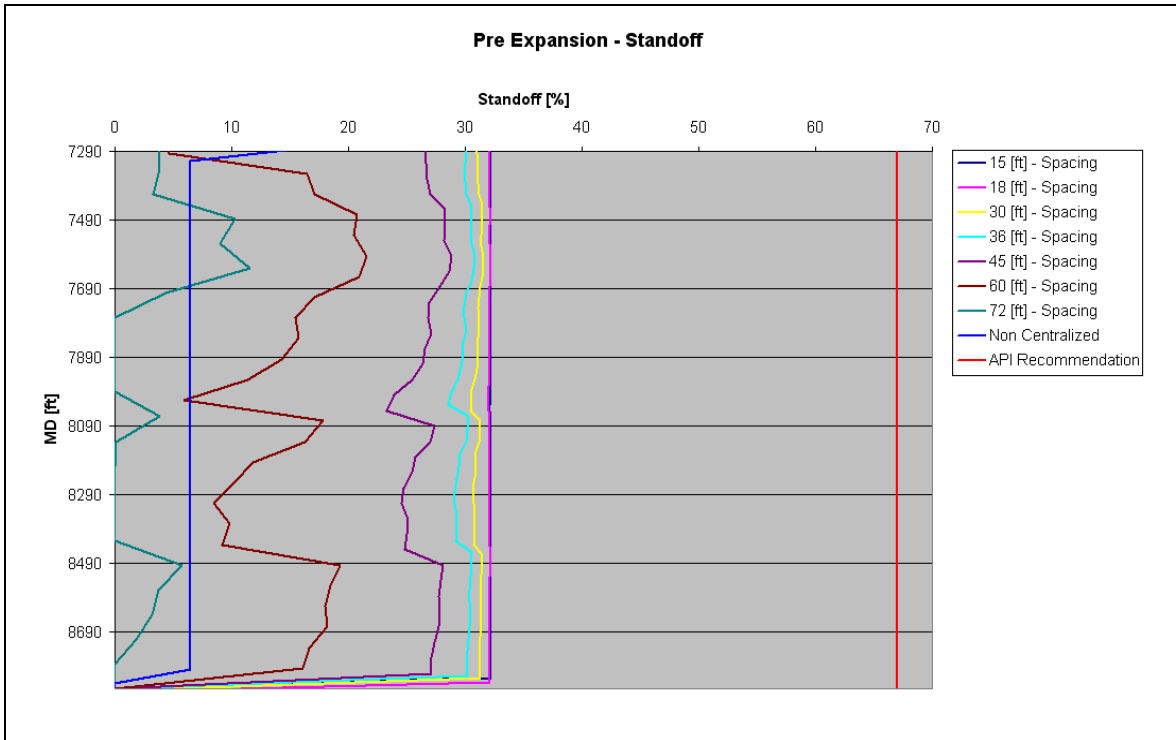 Pre Expansion - Standoff
Standoff [%]
0 10 20 30 40 50 60 70
MD [ft]
7290
7490
7690
7890
8090
8290
8490
8690
15 [ft] - Spacing
18 [ft] - Spacing
30 [ft] - Spacing
36 [ft] - Spacing
45 [ft] - Spacing
60 [ft] - Spacing
72 [ft] - Spacing
Non Centralized
API Recommendation